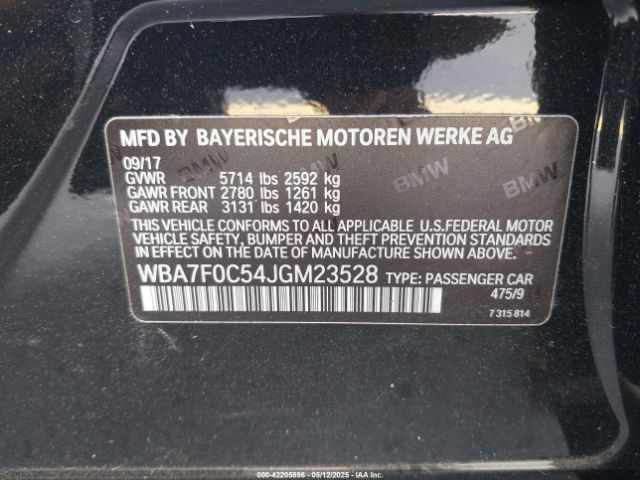 MFD BY BAYERISCHE MOTOREN WERKE AG
09/17
GVWR 5714 lbs 2592 kg
GAWR FRONT 2780 lbs 1261 kg
GAWR REAR 3131 lbs 1420 kg
THIS VEHICLE CONFORMS TO ALL APPLICABLE U.S.FEDERAL MOTOR
VEHICLE SAFETY, BUMPER AND THEFT PREVENTION STANDARDS
IN EFFECT ON THE DATE OF MANUFACTURE SHOWN ABOVE.
WBA7F0C54JGM23528 TYPE: PASSENGER CAR
475/9
7 315 814
BMW
BMW
BMW
000-42205896 - 05/12/2025 - IAA Inc.